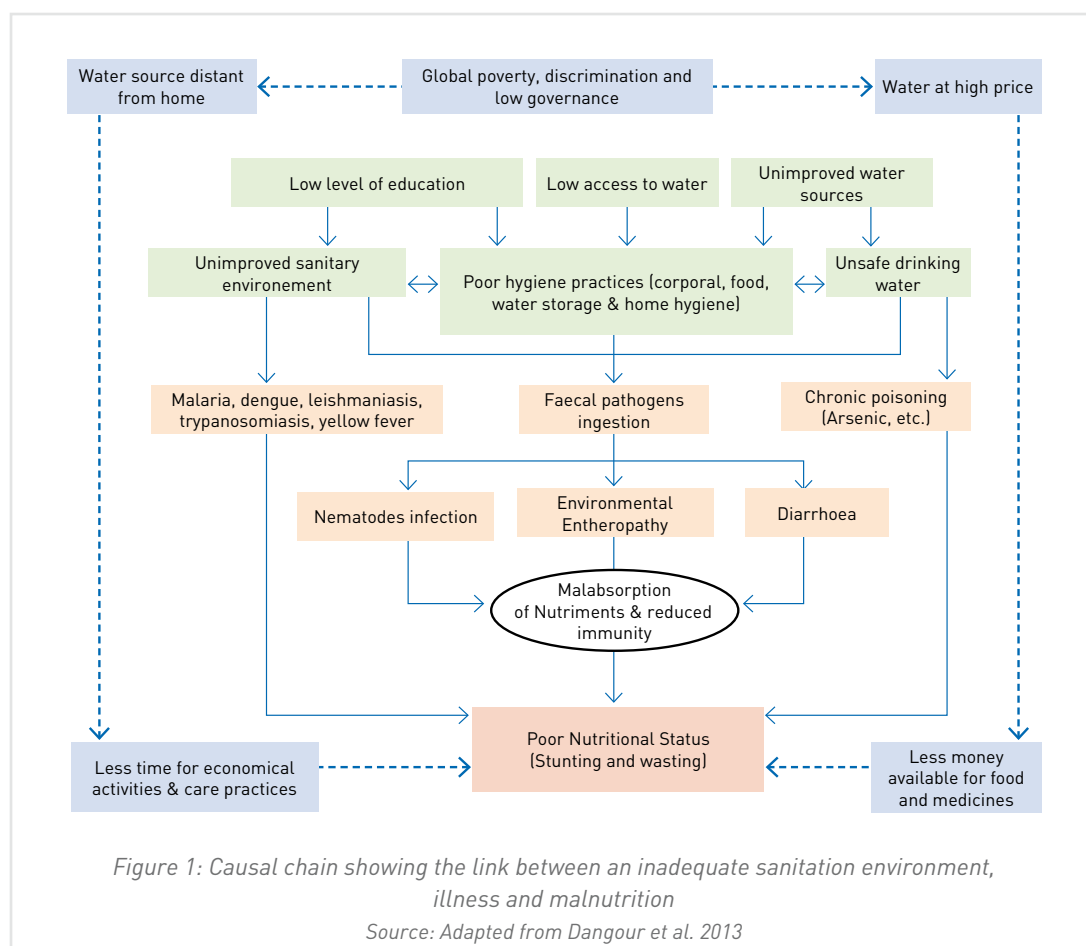 Water source distant
from home
Global poverty, discrimination and
low governance
Water at high price
Low level of education
Low access to water
Unimproved water
sources
Unimproved sanitary
environement
Poor hygiene practices (corporal, food,
water storage & home hygiene)
Unsafe drinking
water
Malaria, dengue, leishmaniasis,
trypanosomiasis, yellow fever
Faecal pathogens
ingestion
Chronic poisoning
(Arsenic, etc.)
Nematodes infection
Environmental
Entheropathy
Diarrhoea
Malabsorption
of Nutriments & reduced
immunity
Poor Nutritional Status
(Stunting and wasting)
Less time for economical
activities & care practices
Less money
available for food
and medicines
Figure 1: Causal chain showing the link between an inadequate sanitation environment,
illness and malnutrition
Source: Adapted from Dangour et al. 2013